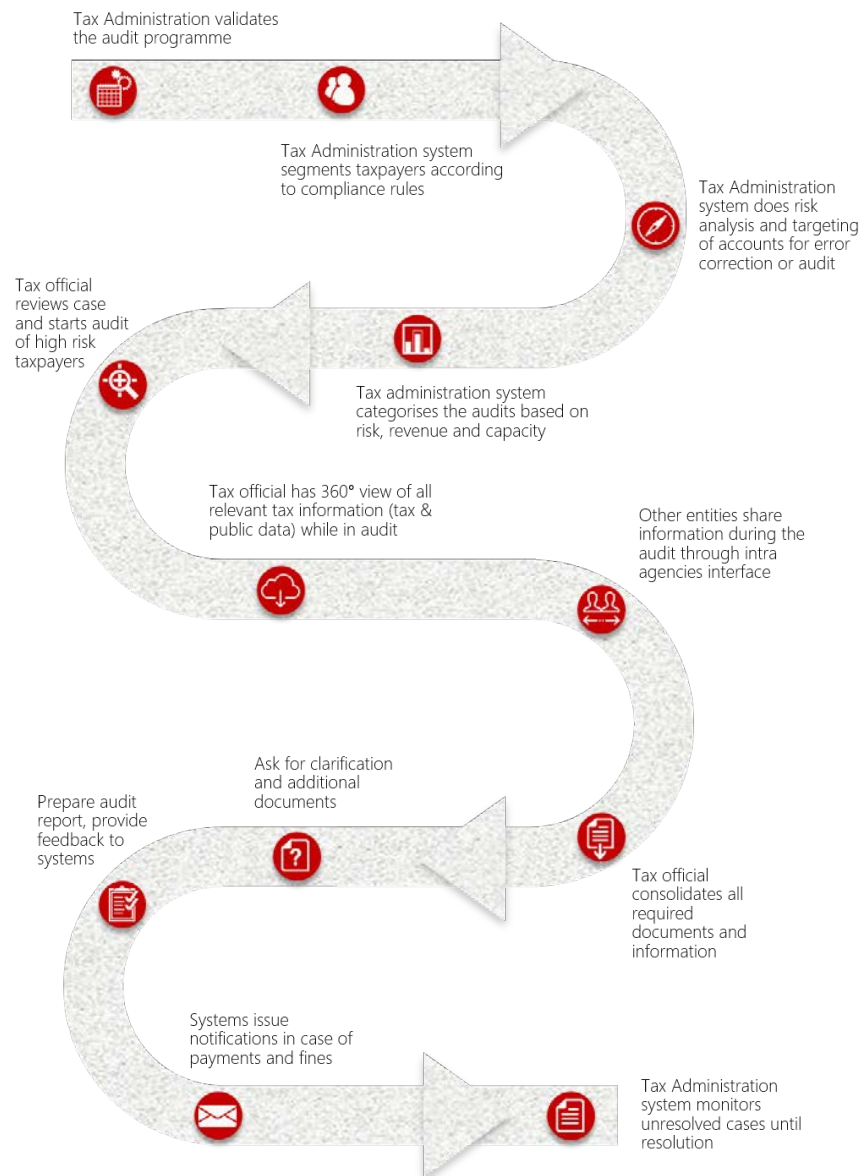 Tax Administration validates
the audit programme
Tax Administration system
segments taxpayers according
to compliance rules
Tax Administration
system does risk
analysis and targeting
of accounts for error
correction or audit
Tax administration system
categorises the audits based on
risk, revenue and capacity
Tax official
reviews case
and starts audit
of high risk
taxpayers
Tax official has 360° view of all
relevant tax information (tax &
public data) while in audit
Other entities share
information during the
audit through intra
agencies interface
Tax official
consolidates all
required
documents and
information
Ask for clarification
and additional
documents
?
Prepare audit
report, provide
feedback to
systems
Systems issue
notifications in case of
payments and fines
Tax Administration
system monitors
unresolved cases until
resolution